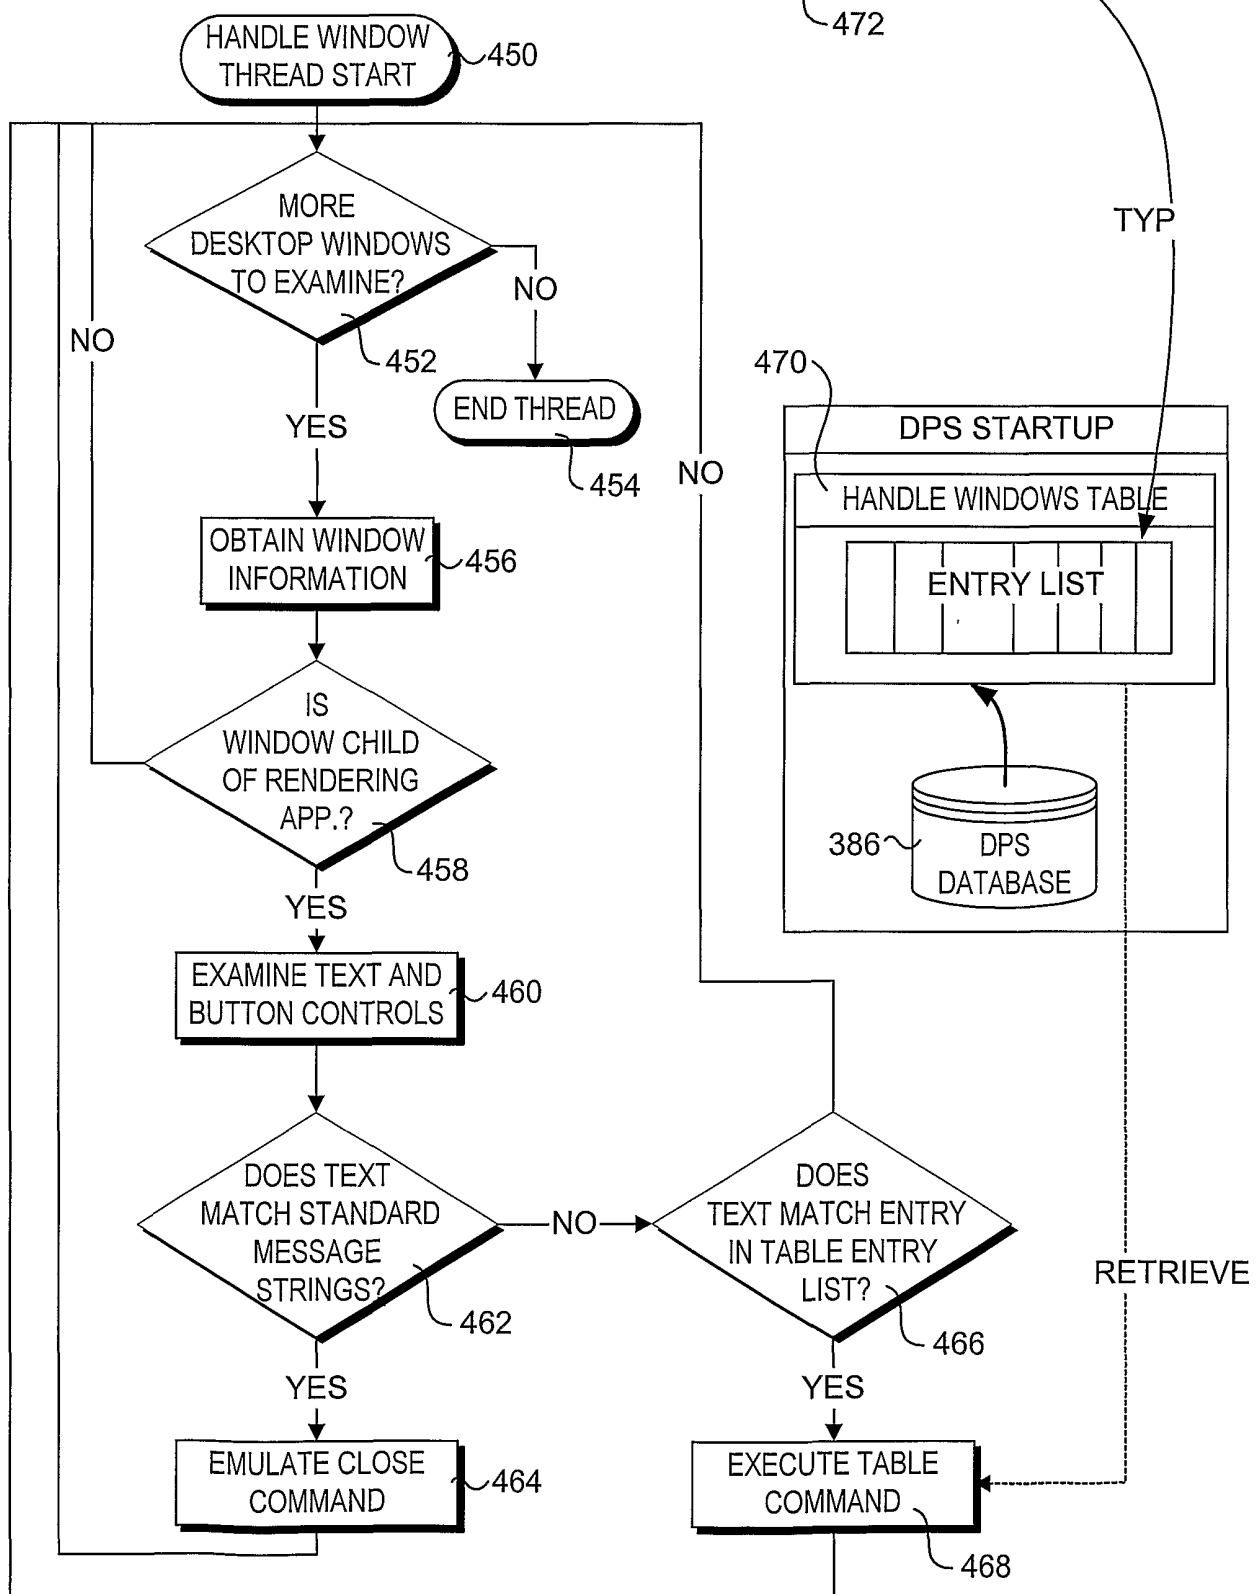 472
HANDLE WINDOW
THREAD START
450
MORE
DESKTOP WINDOWS
TO EXAMINE?
452
NO
END THREAD
454
NO
YES
OBTAIN WINDOW
INFORMATION
456
IS
WINDOW CHILD
OF RENDERING
APP.?
458
YES
EXAMINE TEXT AND
BUTTON CONTROLS
460
DOES TEXT
MATCH STANDARD
MESSAGE
STRINGS?
462
YES
EMULATE CLOSE
COMMAND
464
NO
NO
DOES
TEXT MATCH ENTRY
IN TABLE ENTRY
LIST?
466
YES
EXECUTE TABLE
COMMAND
468
TYP
470
DPS STARTUP
HANDLE WINDOWS TABLE
ENTRY LIST
386
DPS
DATABASE
RETRIEVE